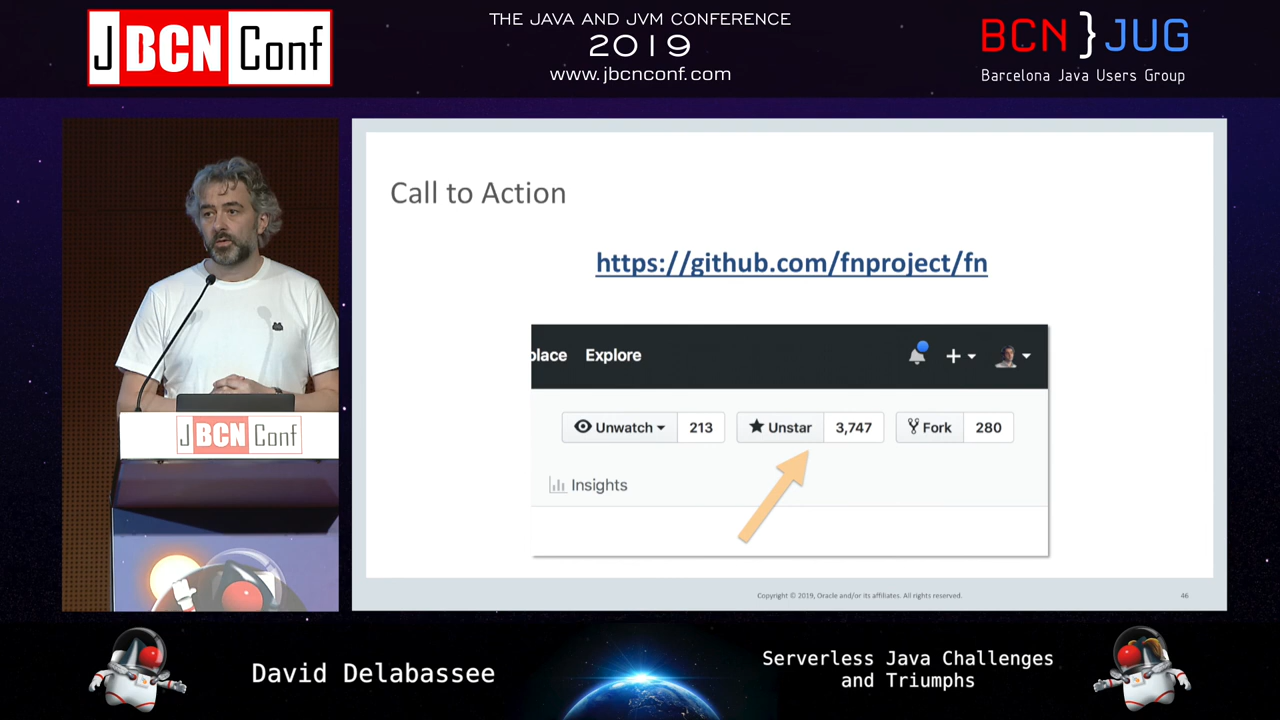 J BCN Conf
THE JAVA AND JVM CONFERENCE
2019
www.jbcnconf.com
BCN } JUG
Barcelona Java Users Group
Call to Action
https://github.com/fnproject/fn
place Explore
Unwatch 213 Unstar 3,747 Fork 280
Insights
J BCN Conf
Copyright © 2019, Oracle and/or its affiliates. All rights reserved. 46
David Delabassee
Serverless Java Challenges
and Triumphs